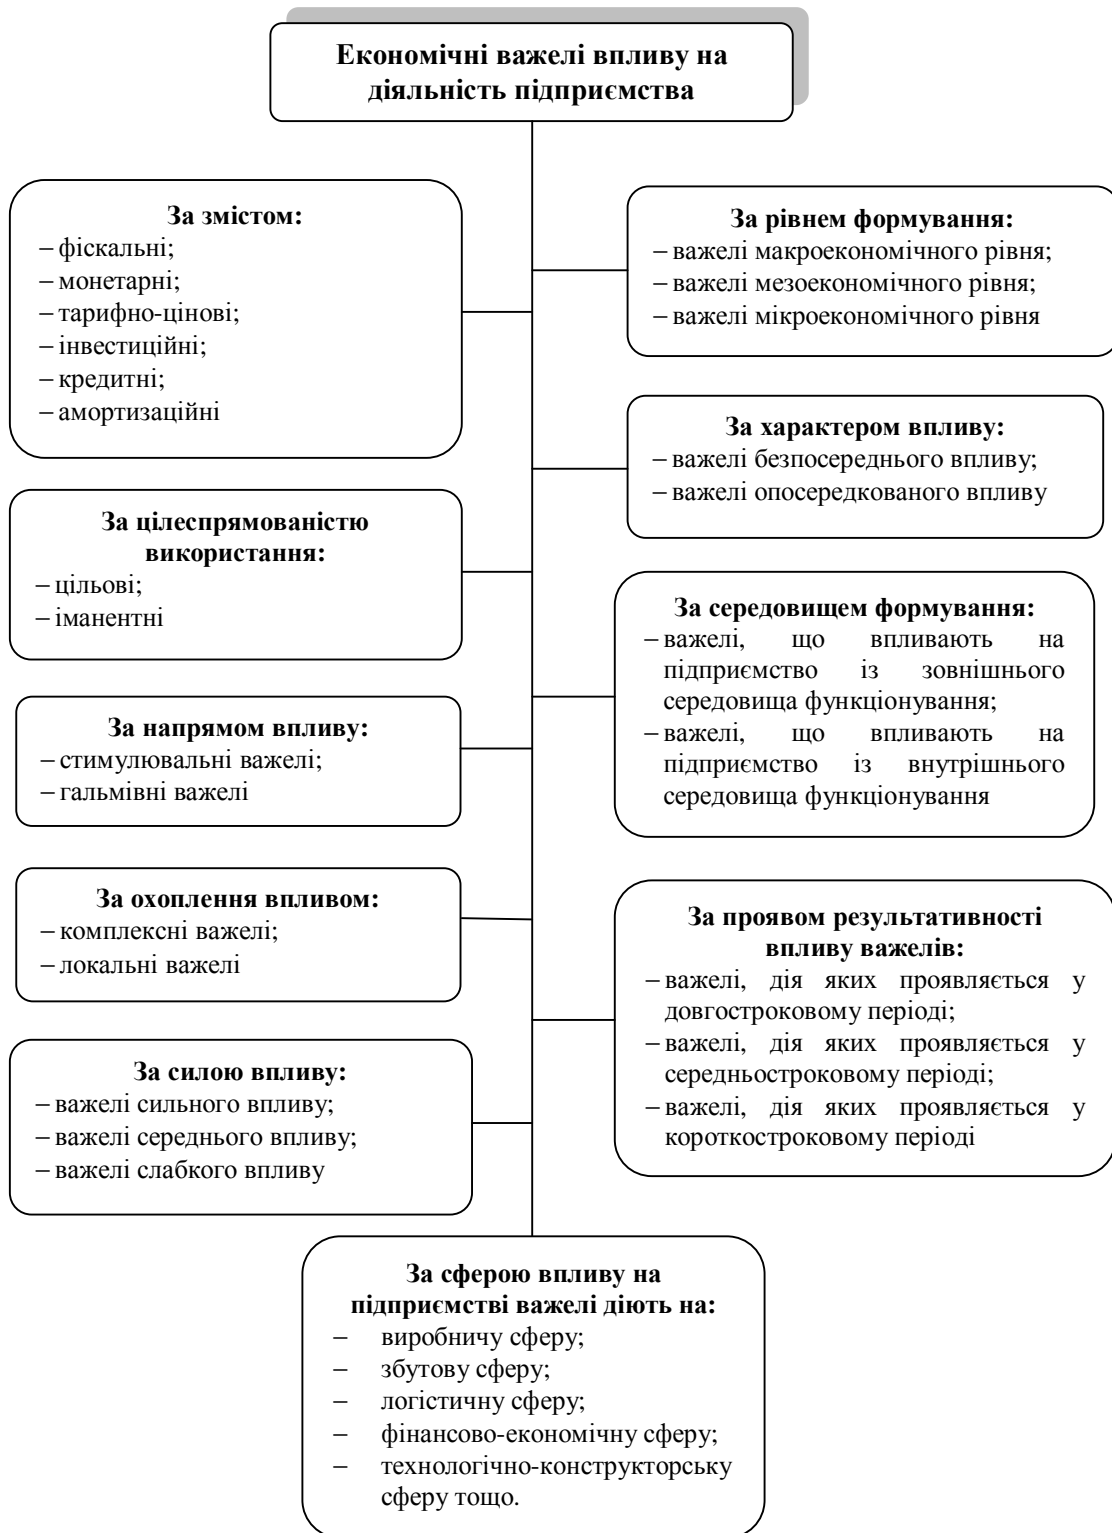 Економічні важелі впливу на
діяльність підприємства
За змістом:
– фіскальні;
– монетарні;
– тарифно-цінові;
– інвестиційні;
– кредитні;
– амортизаційні
За рівнем формування:
– важелі макроекономічного рівня;
– важелі мезоекономічного рівня;
– важелі мікроекономічного рівня
За характером впливу:
– важелі безпосереднього впливу;
– важелі опосередкованого впливу
За цілеспрямованістю
використання:
– цільові;
– іманентні
За середовищем формування:
– важелі, що впливають на
підприємство із зовнішнього
середовища функціонування;
– важелі, що впливають на
підприємство із внутрішнього
середовища функціонування
За напрямом впливу:
– стимулювальні важелі;
– гальмівні важелі
За охоплення впливом:
– комплексні важелі;
– локальні важелі
За проявом результативності
впливу важелів:
– важелі, дія яких проявляється у
довгостроковому періоді;
– важелі, дія яких проявляється у
середньостроковому періоді;
– важелі, дія яких проявляється у
короткостроковому періоді
За силою впливу:
– важелі сильного впливу;
– важелі середнього впливу;
– важелі слабкого впливу
За сферою впливу на
підприємстві важелі діють на:
– виробничу сферу;
– збутову сферу;
– логістичну сферу;
– фінансово-економічну сферу;
– технологічно-конструкторську
сферу тощо.